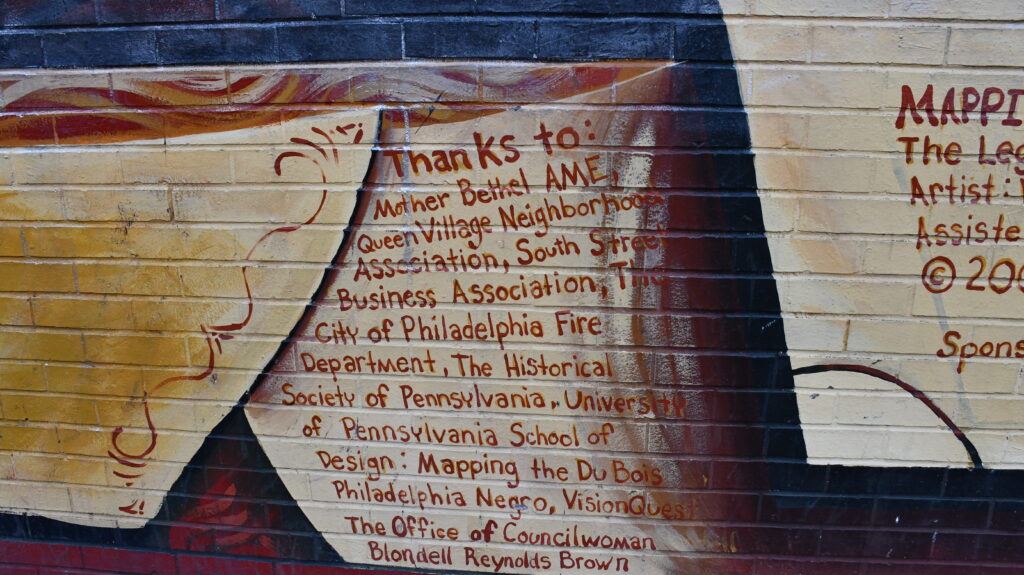 Thanks to:
Mother Bethel AME,
Queen Village Neighborhood
Association, South Street
Business Association, The
City of Philadelphia Fire
Department, The Historical
Society of Pennsylvania, University
of Pennsylvania School of
Design: Mapping the Du Bois
Philadelphia Negro, VisionQuest
The Office of Councilwoman
Blondell Reynolds Brown
MAPPI
The Leg
Artist:
Assiste
© 200
Spons